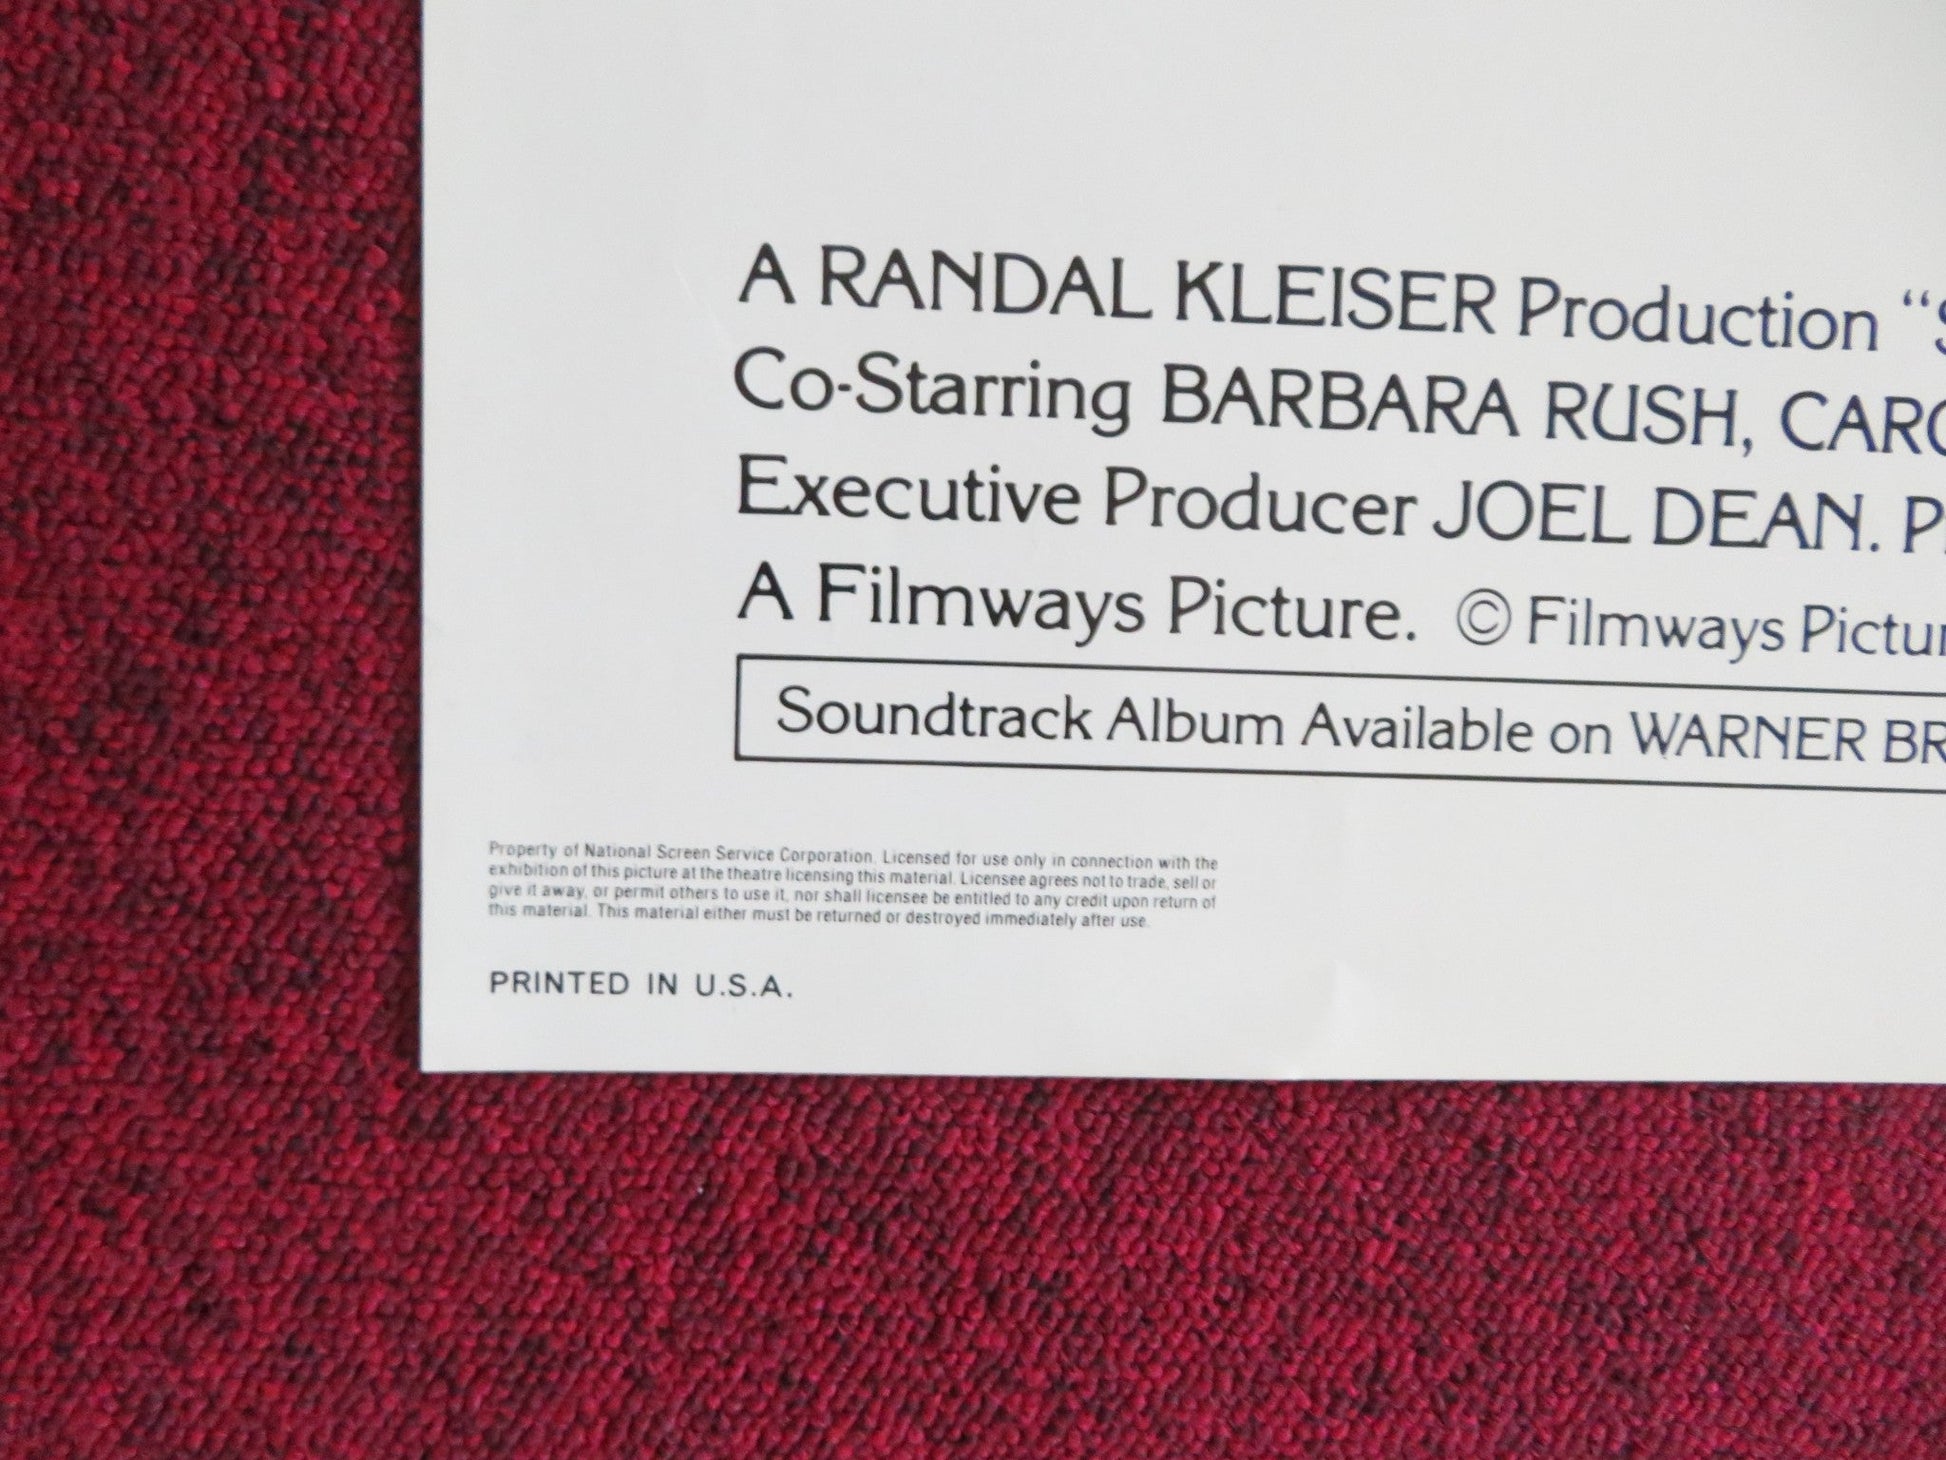 A RANDAL KLEISER Production “S
Co-Starring BARBARA RUSH, CARO
Executive Producer JOEL DEAN. P
A Filmways Picture. © Filmways Pictur
Soundtrack Album Available on WARNER BR
Property of National Screen Service Corporation. Licensed for use only in connection with the
exhibition of this picture at the theatre licensing this material. Licensee agrees not to trade, sell or
give it away, or permit others to use it, nor shall licensee be entitled to any credit upon return of
this material. This material either must be returned or destroyed immediately after use.
PRINTED IN U.S.A.